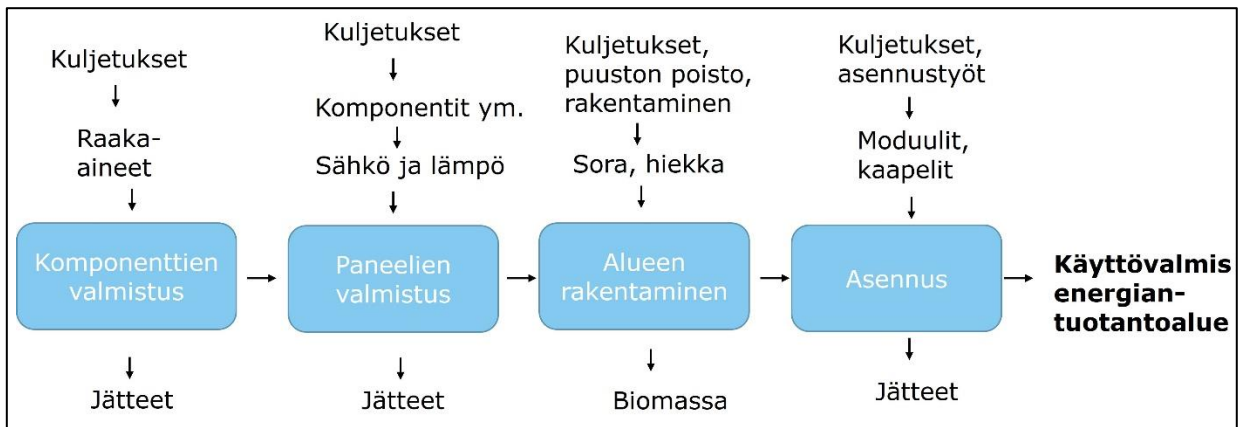 Kuljetukset
Raaka-
aineet
Komponenttien
valmistus
Jätteet
Kuljetukset
Komponentit ym.
Sähkö ja lämpö
Paneelien
valmistus
Jätteet
Kuljetukset,
puuston poisto,
rakentaminen
Sora, hiekka
Alueen
rakentaminen
Biomassa
Kuljetukset,
asennustyöt
Moduulit,
kaapelit
Asennus
Jätteet
Käyttövalmis
energian-
tuotantoalue